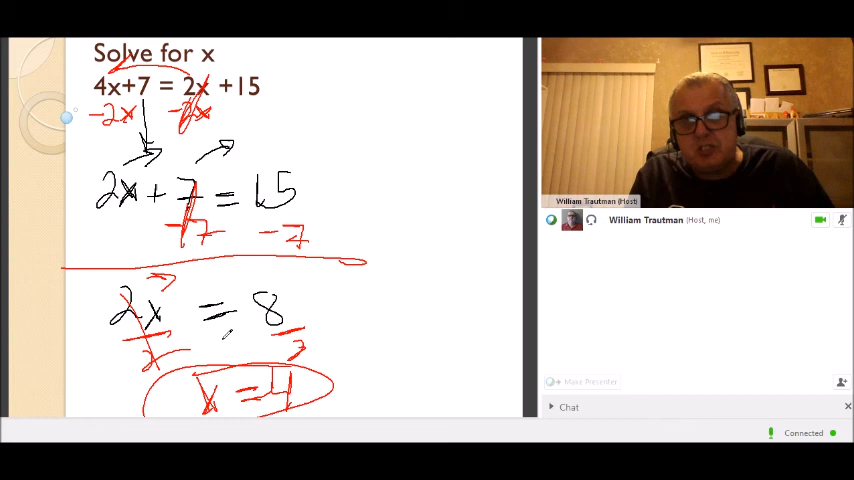 Solve for x
4x+7 = 2x +15
-2x -2x
2x + 7 = 15
-7 -7
2x = 8
2
x = 4
William Trautman (Host)
William Trautman (Host, me)
Make Presenter
Chat
Connected